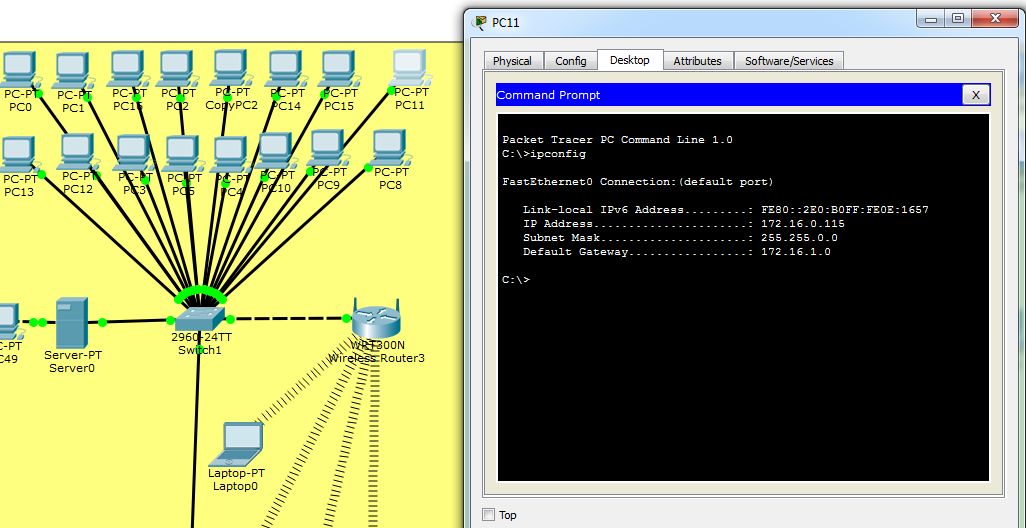 PC-PT
PC0
PC-PT
PC1
PC-PT
PC16
PC-PT
PC2
PC-PT
CopyPC2
PC-PT
PC14
PC-PT
PC15
PC-PT
PC11
PC-PT
PC13
PC-PT
PC12
PC-PT
PC3
PC-PT
PC5
PC-PT
PC4
PC-PT
PC10
PC-PT
PC9
PC-PT
PC8
C-PT
C49
Server-PT
Server0
2960-24TT
Switch1
WRT300N
Wireless Router3
Laptop-PT
Laptop0
PC11
Physical
Config
Desktop
Attributes
Software/Services
Command Prompt
X
Packet Tracer PC Command Line 1.0
C:\>ipconfig
FastEthernet0 Connection:(default port)
Link-local IPv6 Address.........: FE80::2E0:B0FF:FE0E:1657
IP Address......................: 172.16.0.115
Subnet Mask.....................: 255.255.0.0
Default Gateway.................: 172.16.1.0
C:\>
Top